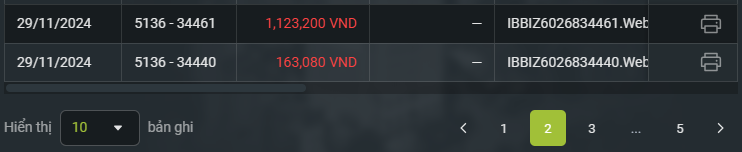 29/11/2024 5136 - 34461 1,123,200 VND — IBBIZ6026834461.Web
29/11/2024 5136 - 34440 163,080 VND — IBBIZ6026834440.Web
Hiển thị 10 bản ghi 1 2 3 ... 5